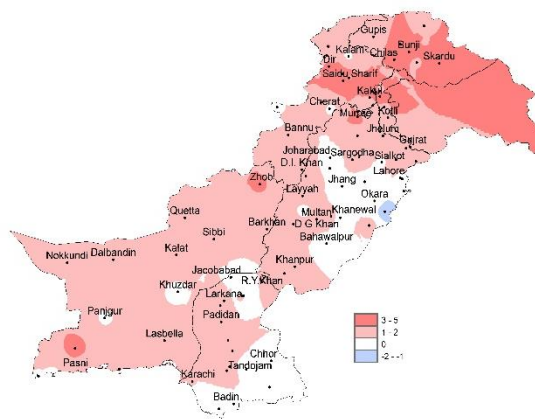 Gupis
Kalam
Chilas
Bunji
Skardu
Dir
Saidu Sharif
Kakul
Cherat
Murree
Kotli
Bannu
Jhelum
Gujrat
Joharabad
Sargodha
Sialkot
D.I. Khan
Lahore
Zhob
Layyah
Jhang
Okara
Quetta
Multan
Khanewal
Barkhan
D G Khan
Sibbi
Bahawalpur
Kalat
Nokkundi
Dalbandin
Khanpur
Jacobabad
R.Y.Khan
Khuzdar
Larkana
Panjgur
Padidan
Lasbella
Pasni
Chhor
Tandojam
Karachi
Badin
3 - 5
1 - 2
0
-2 - -1